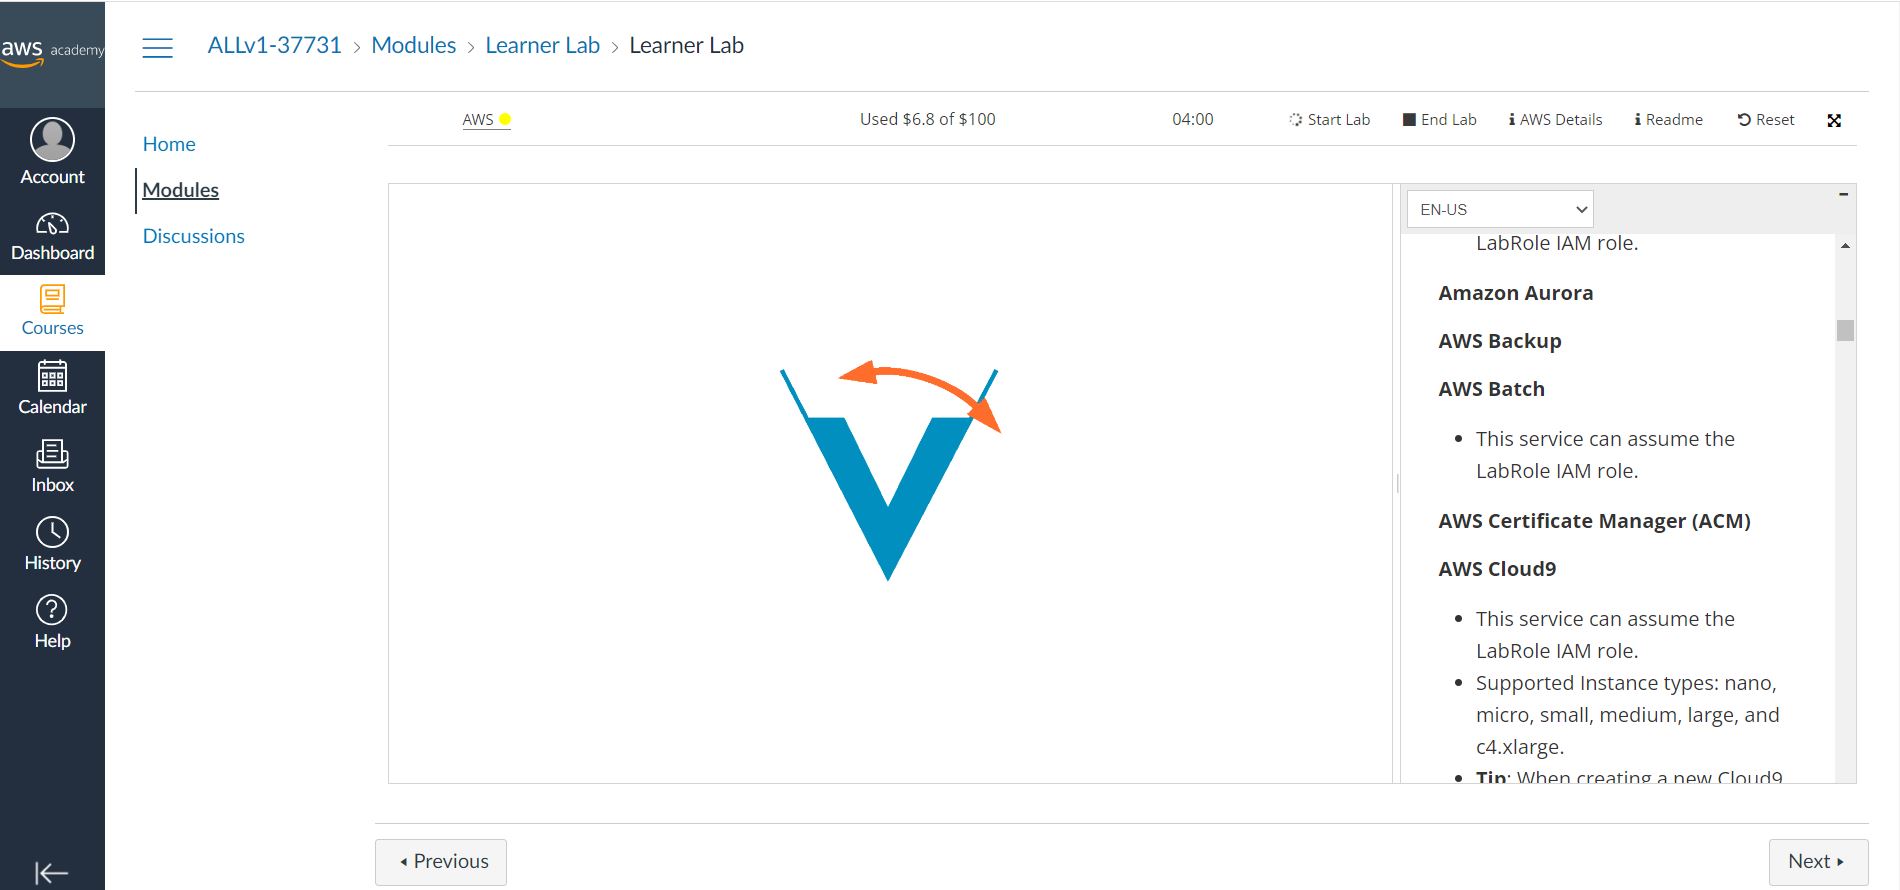 aws academy
ALLv1-37731 > Modules > Learner Lab > Learner Lab
Account
Dashboard
Courses
Calendar
Inbox
History
Help
Home
Modules
Discussions
AWS
Used $6.8 of $100
04:00
Start Lab
End Lab
AWS Details
Readme
Reset
EN-US
LabRole IAM role.
Amazon Aurora
AWS Backup
AWS Batch
• This service can assume the
LabRole IAM role.
AWS Certificate Manager (ACM)
AWS Cloud9
• This service can assume the
LabRole IAM role.
• Supported Instance types: nano,
micro, small, medium, large, and
c4.xlarge.
• Tip: When creating a new Cloud9
Previous
Next